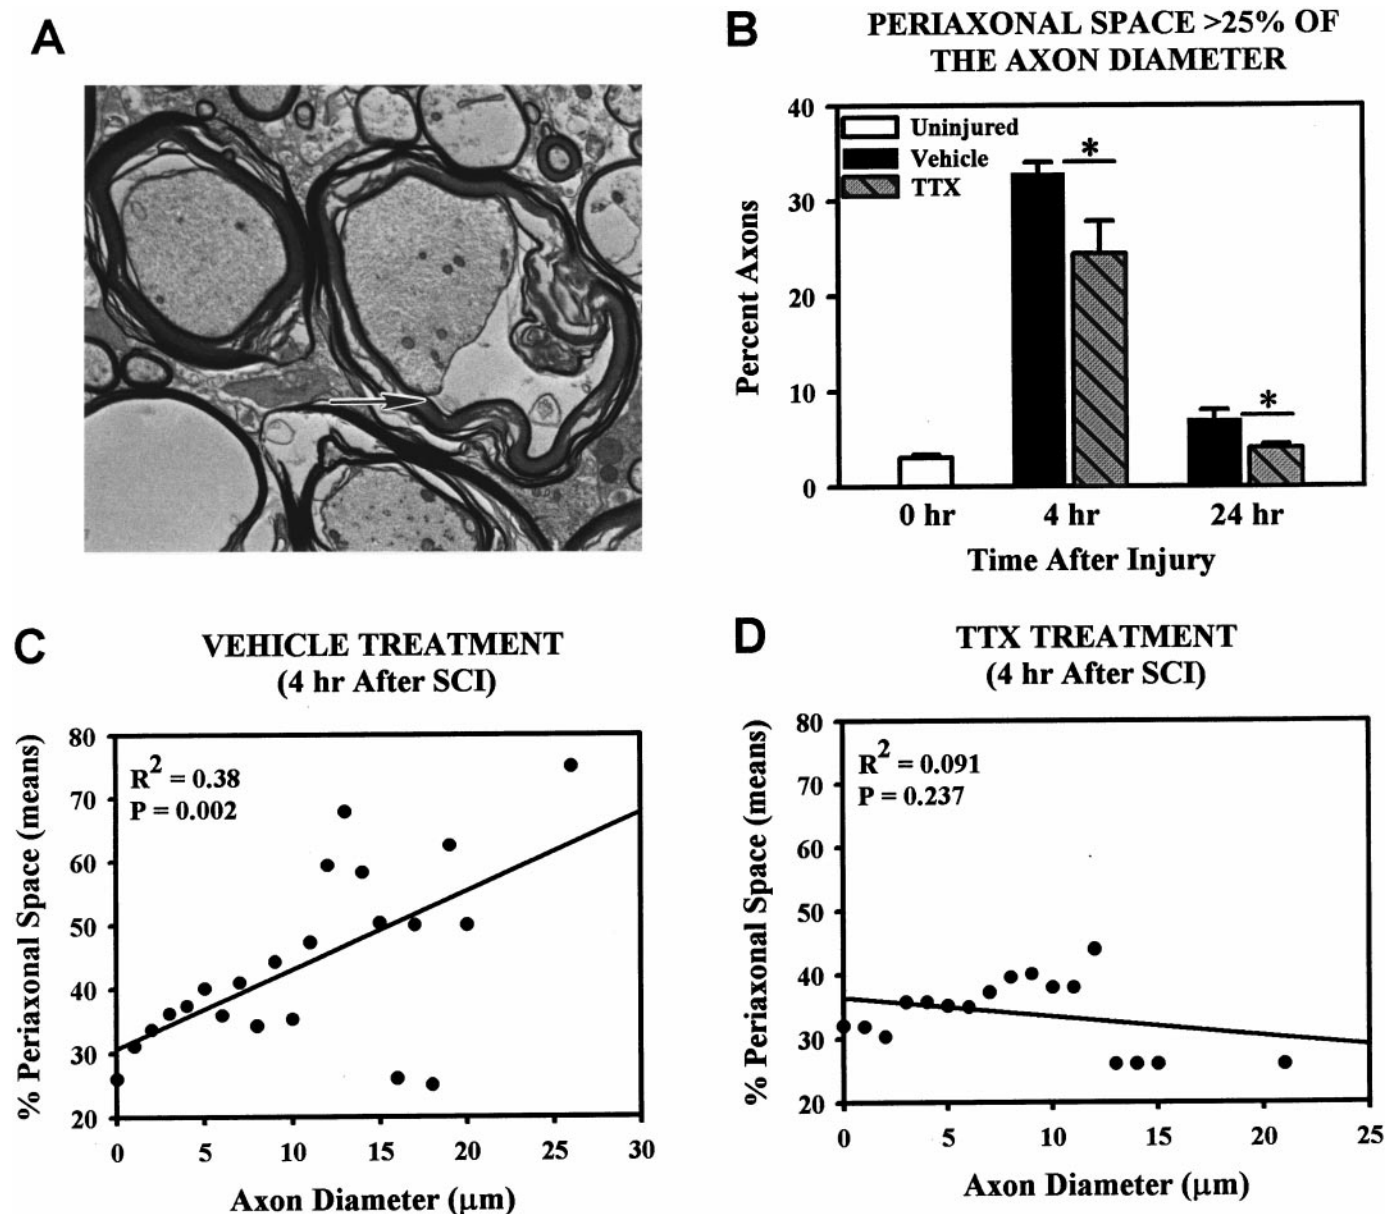 A
B
PERIAXONAL SPACE >25% OF
THE AXON DIAMETER
Percent Axons
40
30
20
10
0
Uninjured
Vehicle
TTX
*
*
0 hr
4 hr
24 hr
Time After Injury
C
VEHICLE TREATMENT
(4 hr After SCI)
% Periaxonal Space (means)
80
70
60
50
40
30
20
R² = 0.38
P = 0.002
0
5
10
15
20
25
30
Axon Diameter (μm)
D
TTX TREATMENT
(4 hr After SCI)
% Periaxonal Space (means)
80
70
60
50
40
30
20
R² = 0.091
P = 0.237
0
5
10
15
20
25
Axon Diameter (μm)